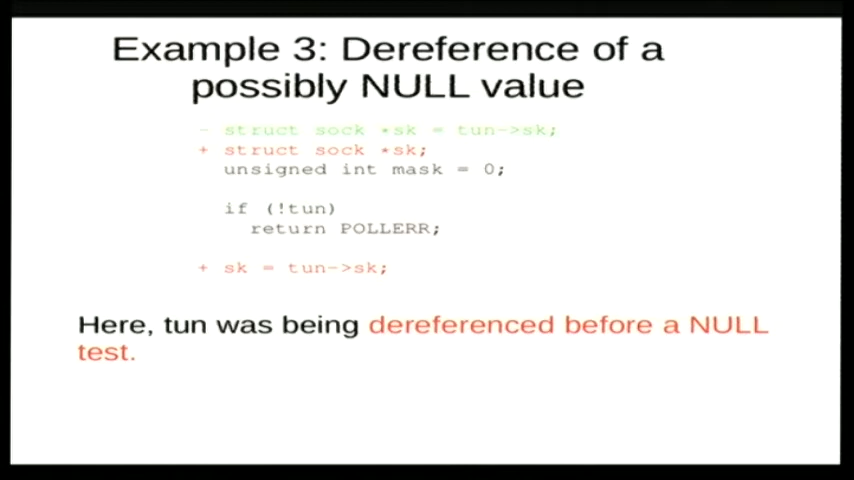 Example 3: Dereference of a
possibly NULL value
- struct sock *sk = tun->sk;
+ struct sock *sk;
unsigned int mask = 0;
if (!tun)
return POLLERR;
+ sk = tun->sk;
Here, tun was being dereferenced before a NULL
test.